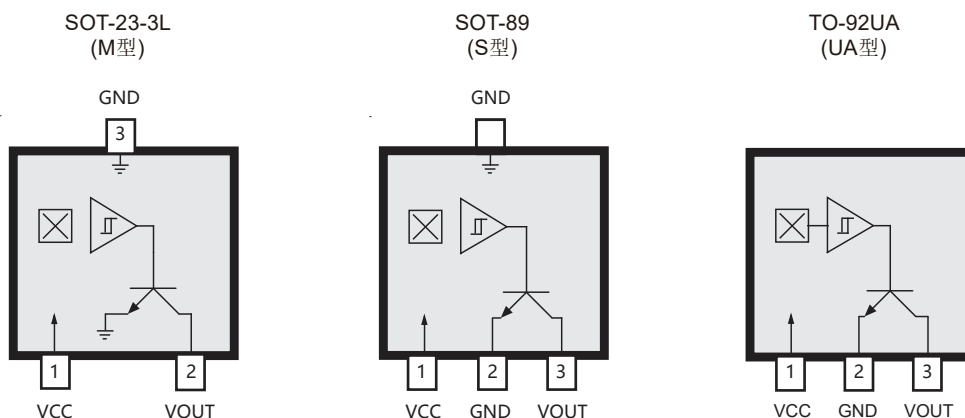 SOT-23-3L
(M型)
GND
3
1
2
VCC
VOUT
SOT-89
(S型)
GND
1
2
3
VCC
GND
VOUT
TO-92UA
(UA型)
1
2
3
VCC
GND
VOUT